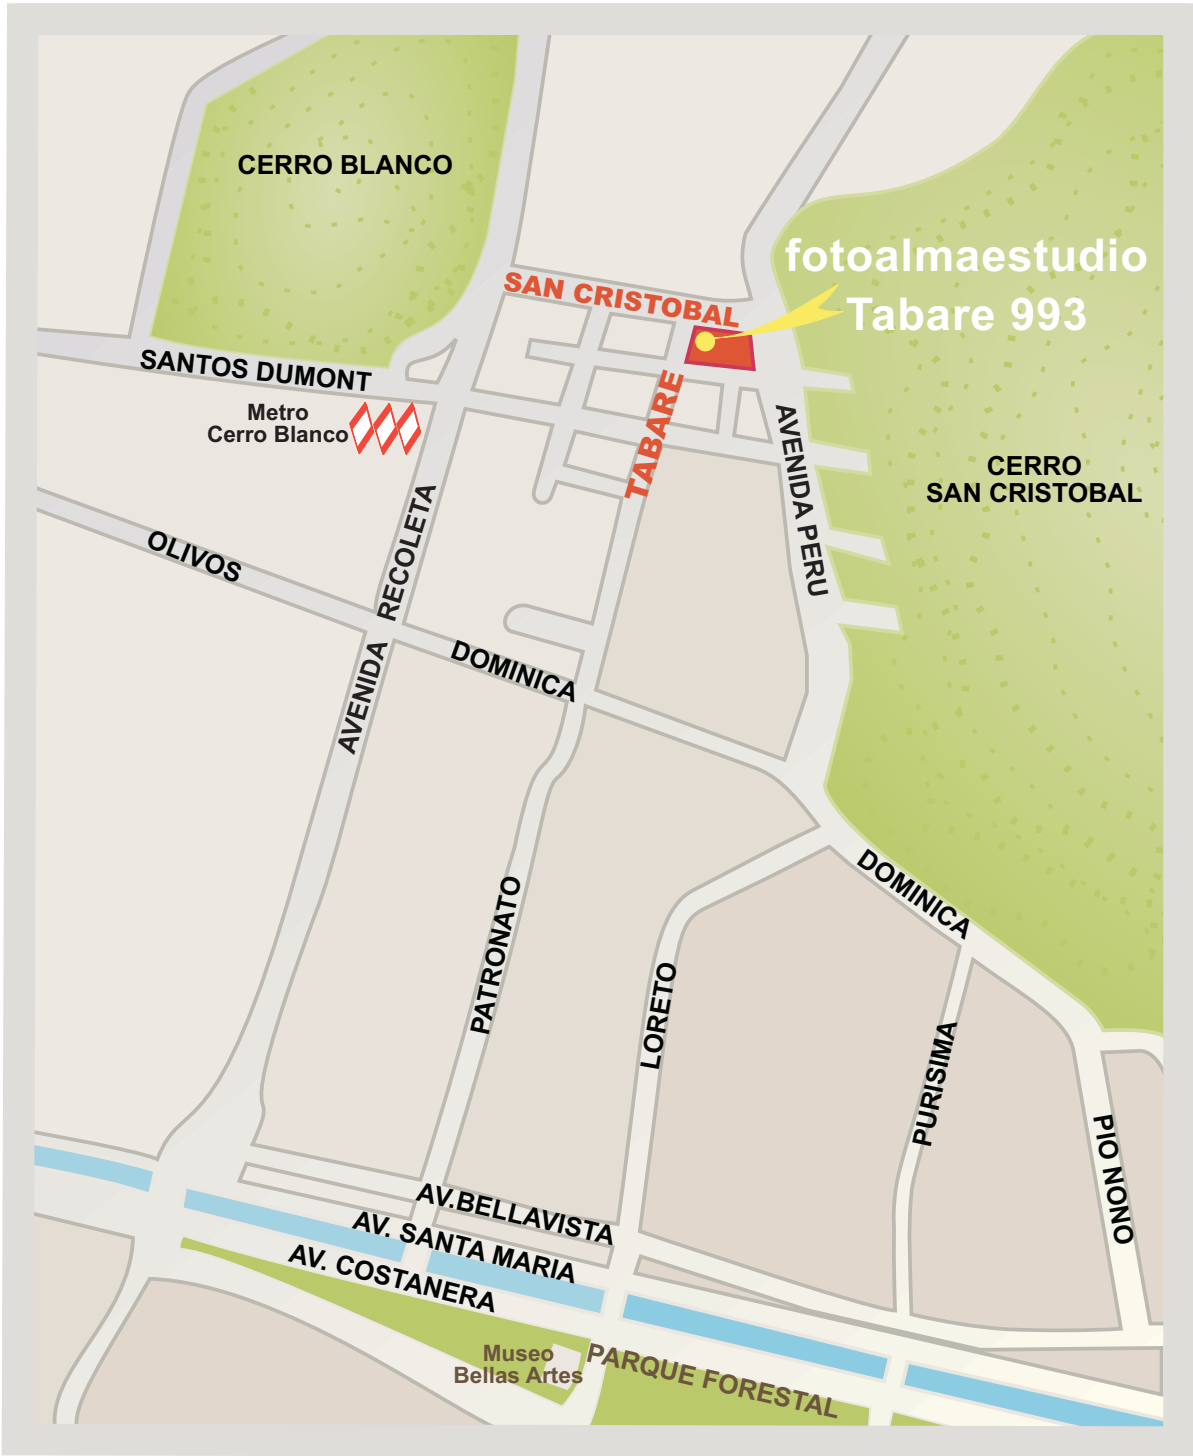 CERRO BLANCO
fotoalmaestudio
Tabare 993
SAN CRISTOBAL
SANTOS DUMONT
Metro
Cerro Blanco
TABARE
AVENIDA PERU
CERRO
SAN CRISTOBAL
OLIVOS
AVENIDA RECOLETA
DOMINICA
DOMINICA
PATRONATO
LORETO
PURISIMA
PIO NONO
AV.BELLAVISTA
AV. SANTA MARIA
AV. COSTANERA
Museo
Bellas Artes
PARQUE FORESTAL